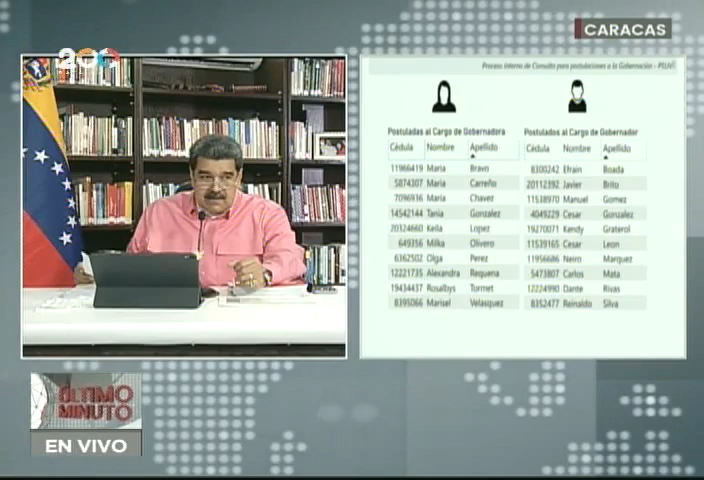 200
CARACAS
Proceso Interno de Consulta para postulaciones a la Gobernación - PSUV
Postuladas al Cargo de Gobernadora
Cédula Nombre Apellido
11966419 Maria Bravo
5874307 Maria Carreño
7096936 Maria Chavez
14542144 Tania Gonzalez
20324660 Keila Lopez
649356 Milka Olivero
6362502 Olga Perez
12221735 Alexandra Requena
19434437 Rosalbys Tormet
8395066 Marisel Velasquez
Postulados al Cargo de Gobernador
Cédula Nombre Apellido
8300242 Efrain Boada
20112392 Javier Brito
11538970 Manuel Gomez
4049229 Cesar Gonzalez
19270071 Kendy Graterol
11539165 Cesar Leon
11956686 Neiro Marquez
5473807 Carlos Mata
12224990 Dante Rivas
8352477 Reinaldo Silva
ÚLTIMO
MINUTO
EN VIVO